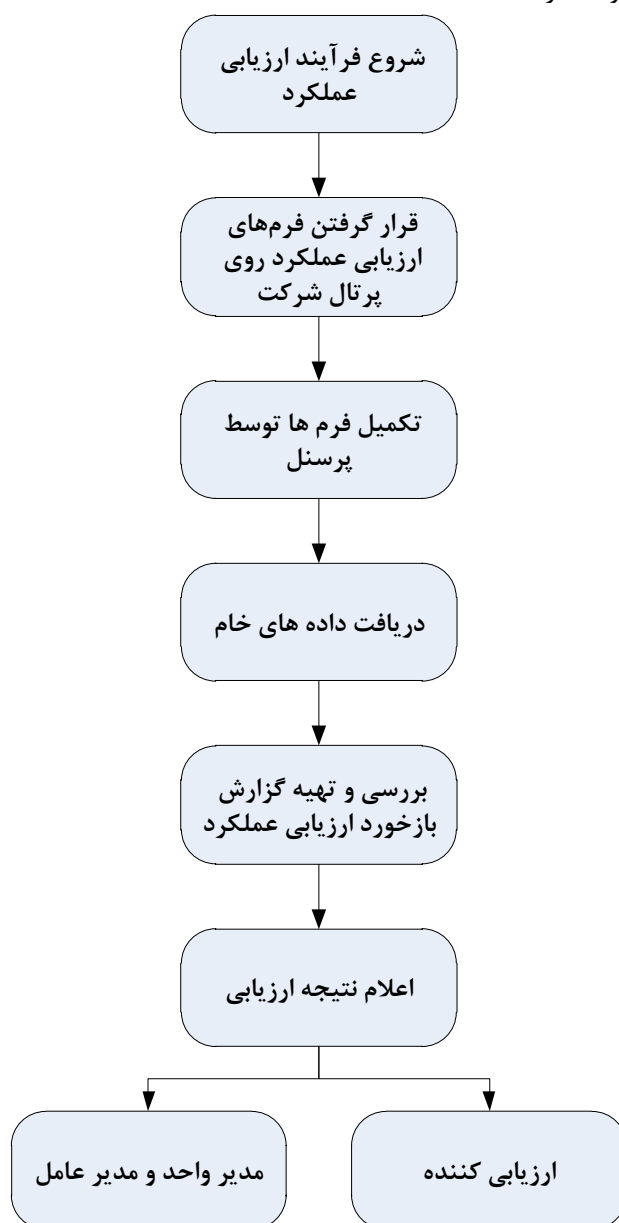 شروع فرآیند ارزیابی
عملکرد
قرار گرفتن فرم‌های
ارزیابی عملکرد روی
پرتال شرکت
تکمیل فرم ها توسط
پرسنل
دریافت داده های خام
بررسی و تهیه گزارش
بازخورد ارزیابی عملکرد
اعلام نتیجه ارزیابی
ارزیابی کننده
مدیر واحد و مدیر عامل